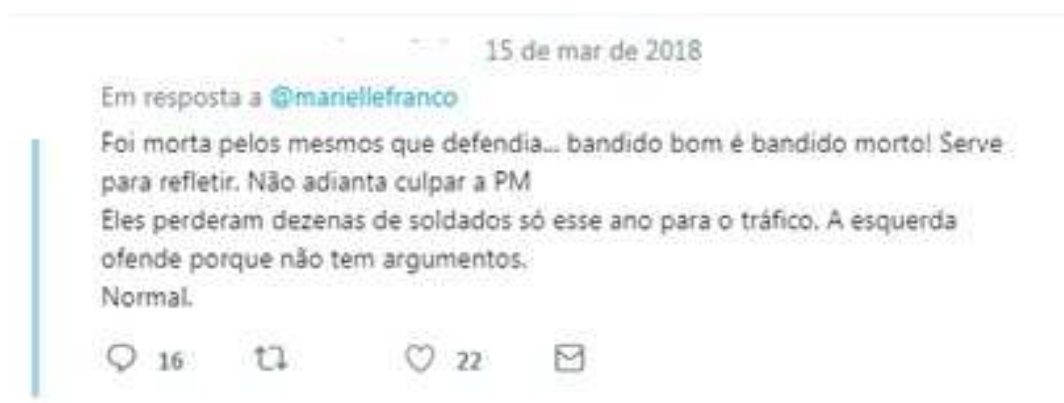 15 de mar de 2018
Em resposta a @mariellefranco
Foi morta pelos mesmos que defendia... bandido bom é bandido morto! Serve
para refletir. Não adianta culpar a PM
Eles perderam dezenas de soldados só esse ano para o tráfico. A esquerda
ofende porque não tem argumentos.
Normal.
16 22